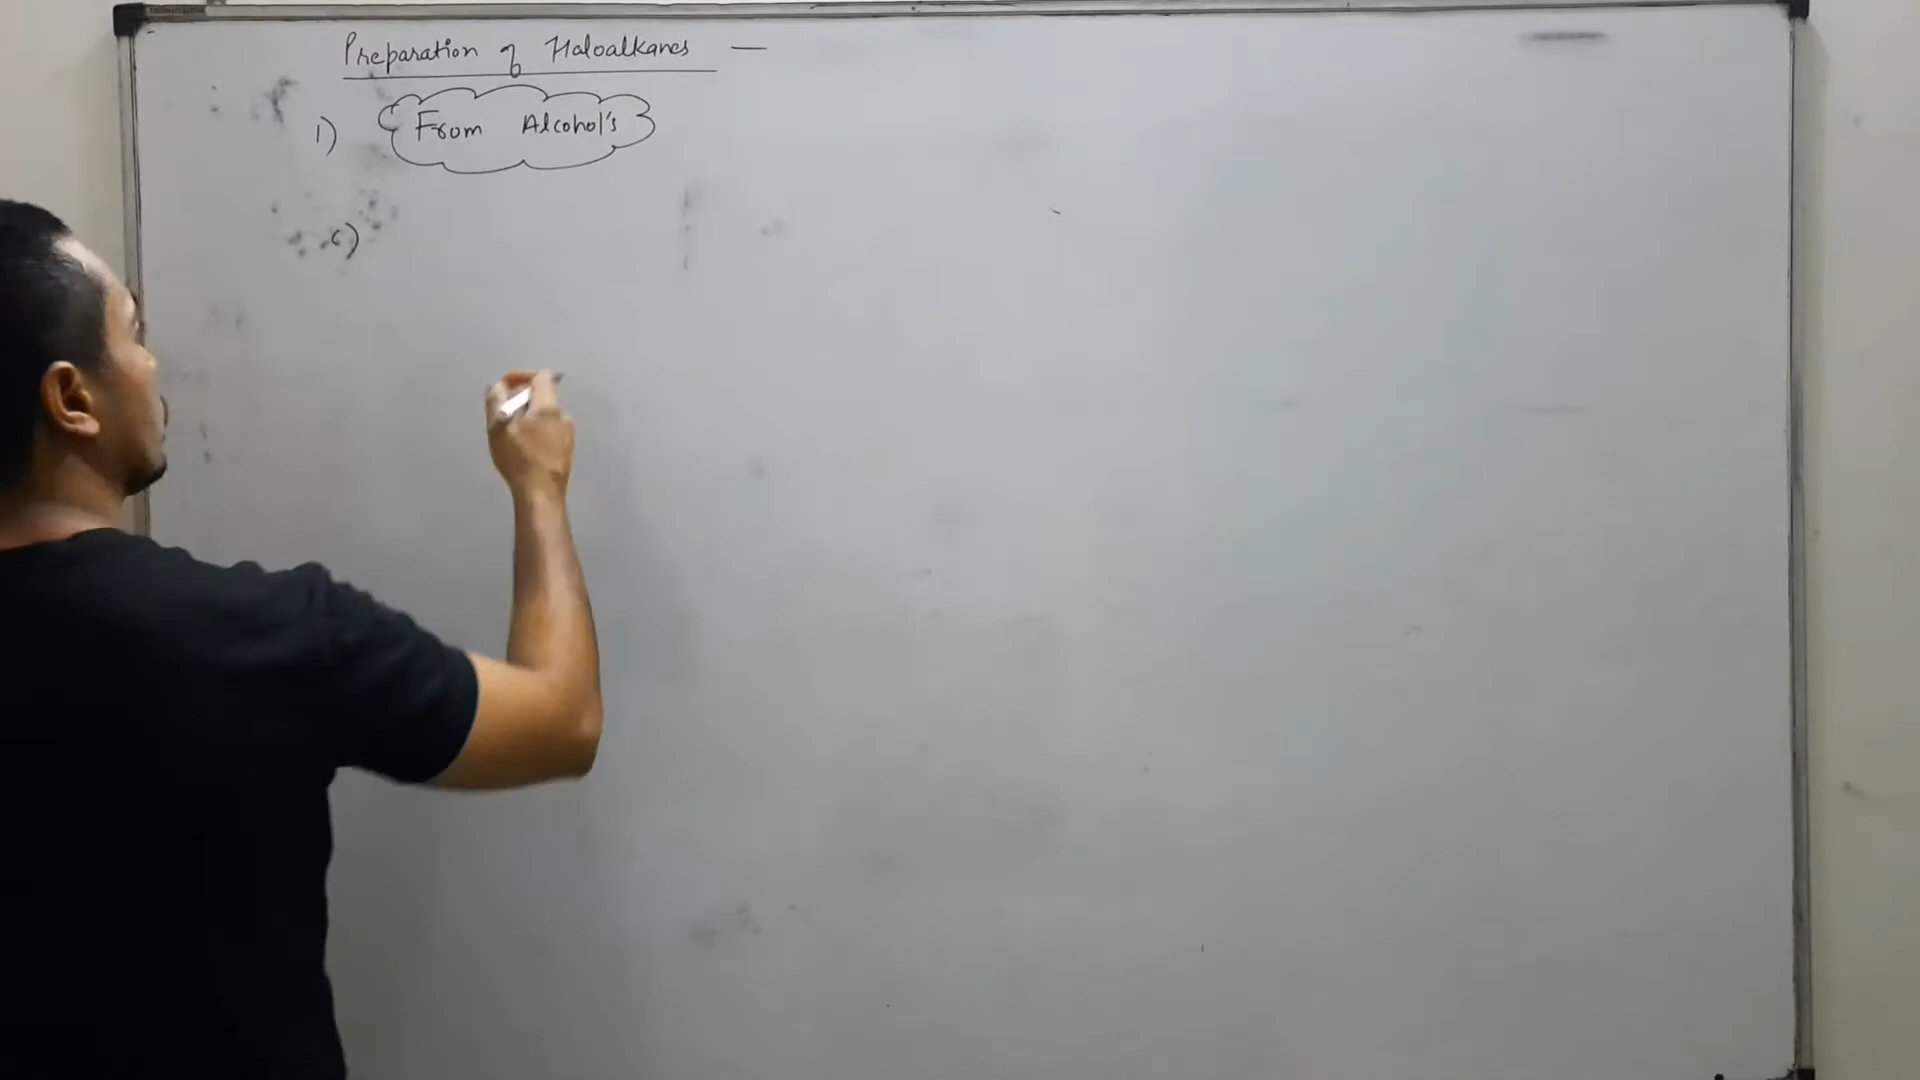 Preparation of Haloalkanes —
1) From Alcohol's
c)